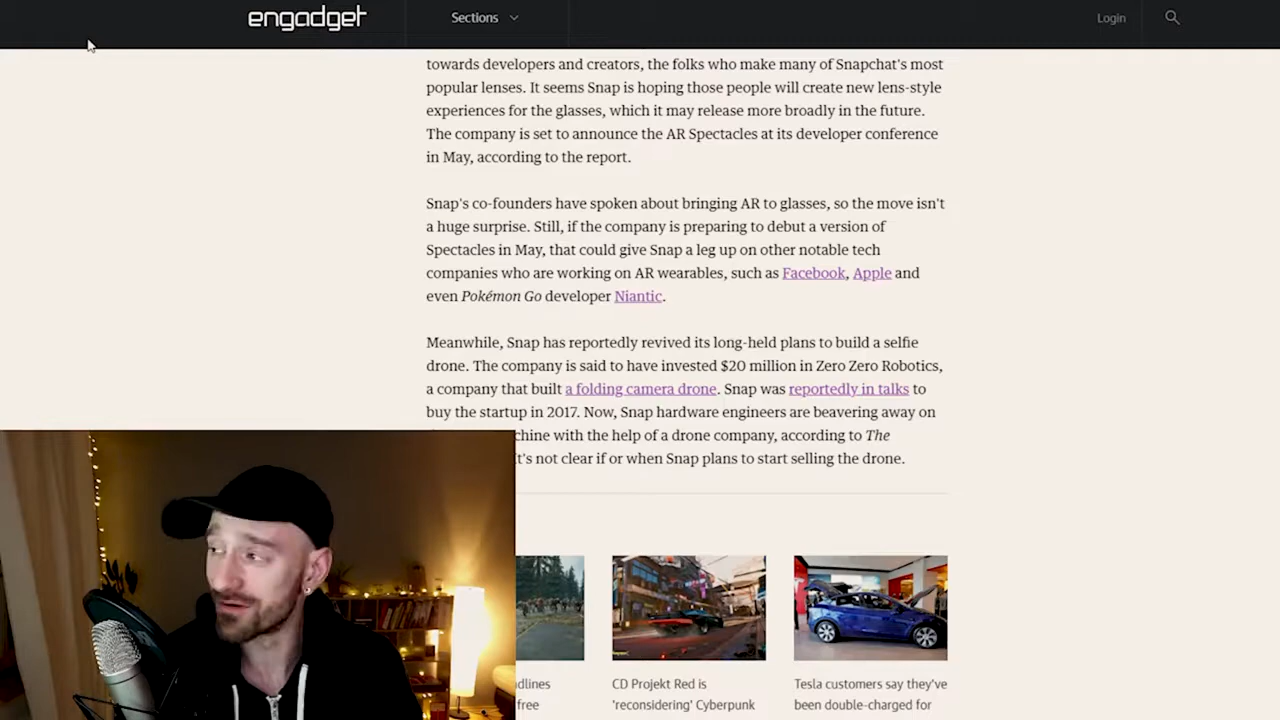 engadget
Sections
Login
towards developers and creators, the folks who make many of Snapchat's most
popular lenses. It seems Snap is hoping those people will create new lens-style
experiences for the glasses, which it may release more broadly in the future.
The company is set to announce the AR Spectacles at its developer conference
in May, according to the report.
Snap's co-founders have spoken about bringing AR to glasses, so the move isn't
a huge surprise. Still, if the company is preparing to debut a version of
Spectacles in May, that could give Snap a leg up on other notable tech
companies who are working on AR wearables, such as Facebook, Apple and
even Pokémon Go developer Niantic.
Meanwhile, Snap has reportedly revived its long-held plans to build a selfie
drone. The company is said to have invested $20 million in Zero Zero Robotics,
a company that built a folding camera drone. Snap was reportedly in talks to
buy the startup in 2017. Now, Snap hardware engineers are beavering away on
with the help of a drone company, according to The
It's not clear if or when Snap plans to start selling the drone.
free
CD Projekt Red is
'reconsidering' Cyberpunk
Tesla customers say they've
been double-charged for